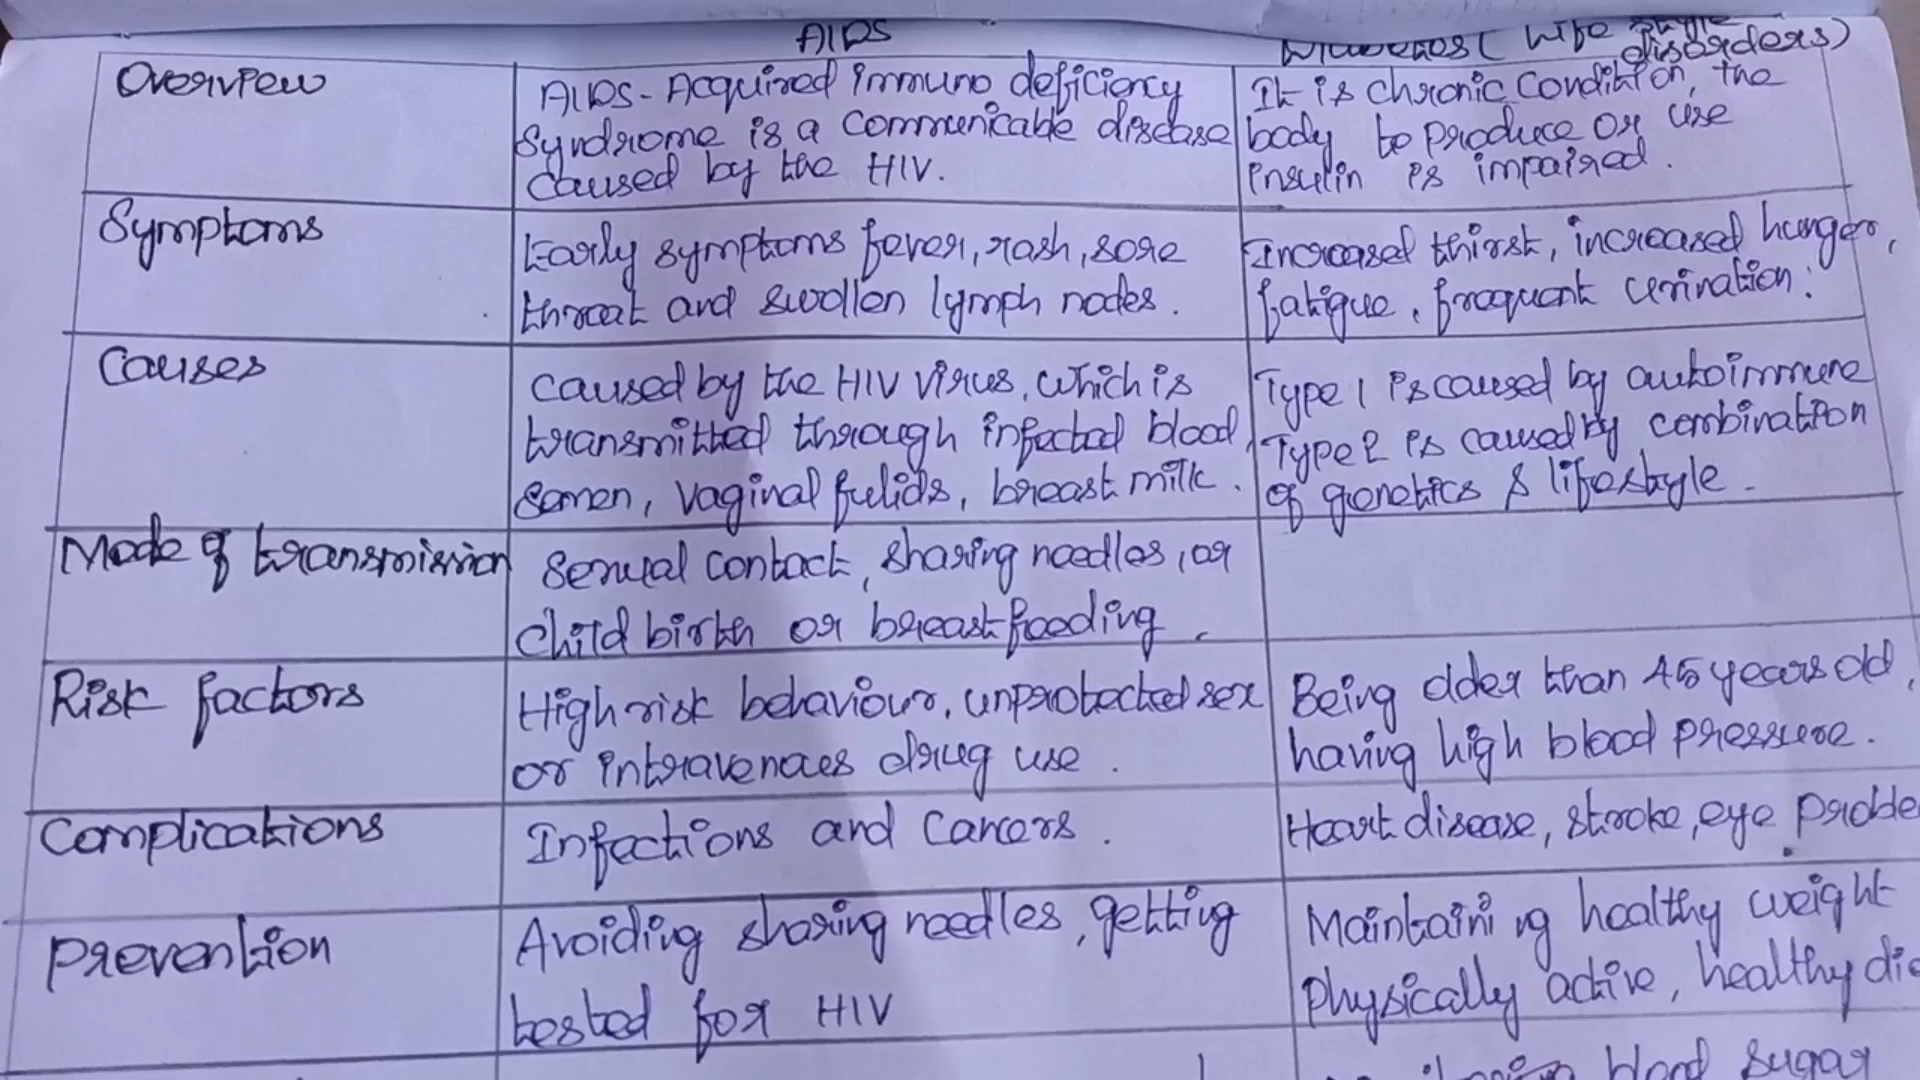 AIDS
Diabetes (Life style disorders)
Overview
AIDS - Acquired immuno deficiency
Syndrome is a communicable disease
caused by the HIV.
It is chronic condition, the
body to produce or use
insulin is impaired.
Symptoms
Early symptoms fever, rash, sore
throat and swollen lymph nodes.
Increased thirst, increased hunger,
fatigue, frequent urination.
Causes
Caused by the HIV virus, which is
transmitted through infected blood,
semen, vaginal fulids, breast milk.
Type 1 is caused by autoimmune
Type 2 is caused by combination
of genetics & lifestyle.
Mode of transmission
Sexual contact, sharing needles, or
child birth or breast feeding.
Risk factors
High risk behaviour, unprotected sex
or intravenous drug use.
Being older than 45 years old,
having high blood pressure.
Complications
Infections and Cancers.
Heart disease, stroke, eye proble
Prevention
Avoiding sharing needles, getting
tested for HIV
Maintaining healthy weight
physically active, healthy die
blood sugar